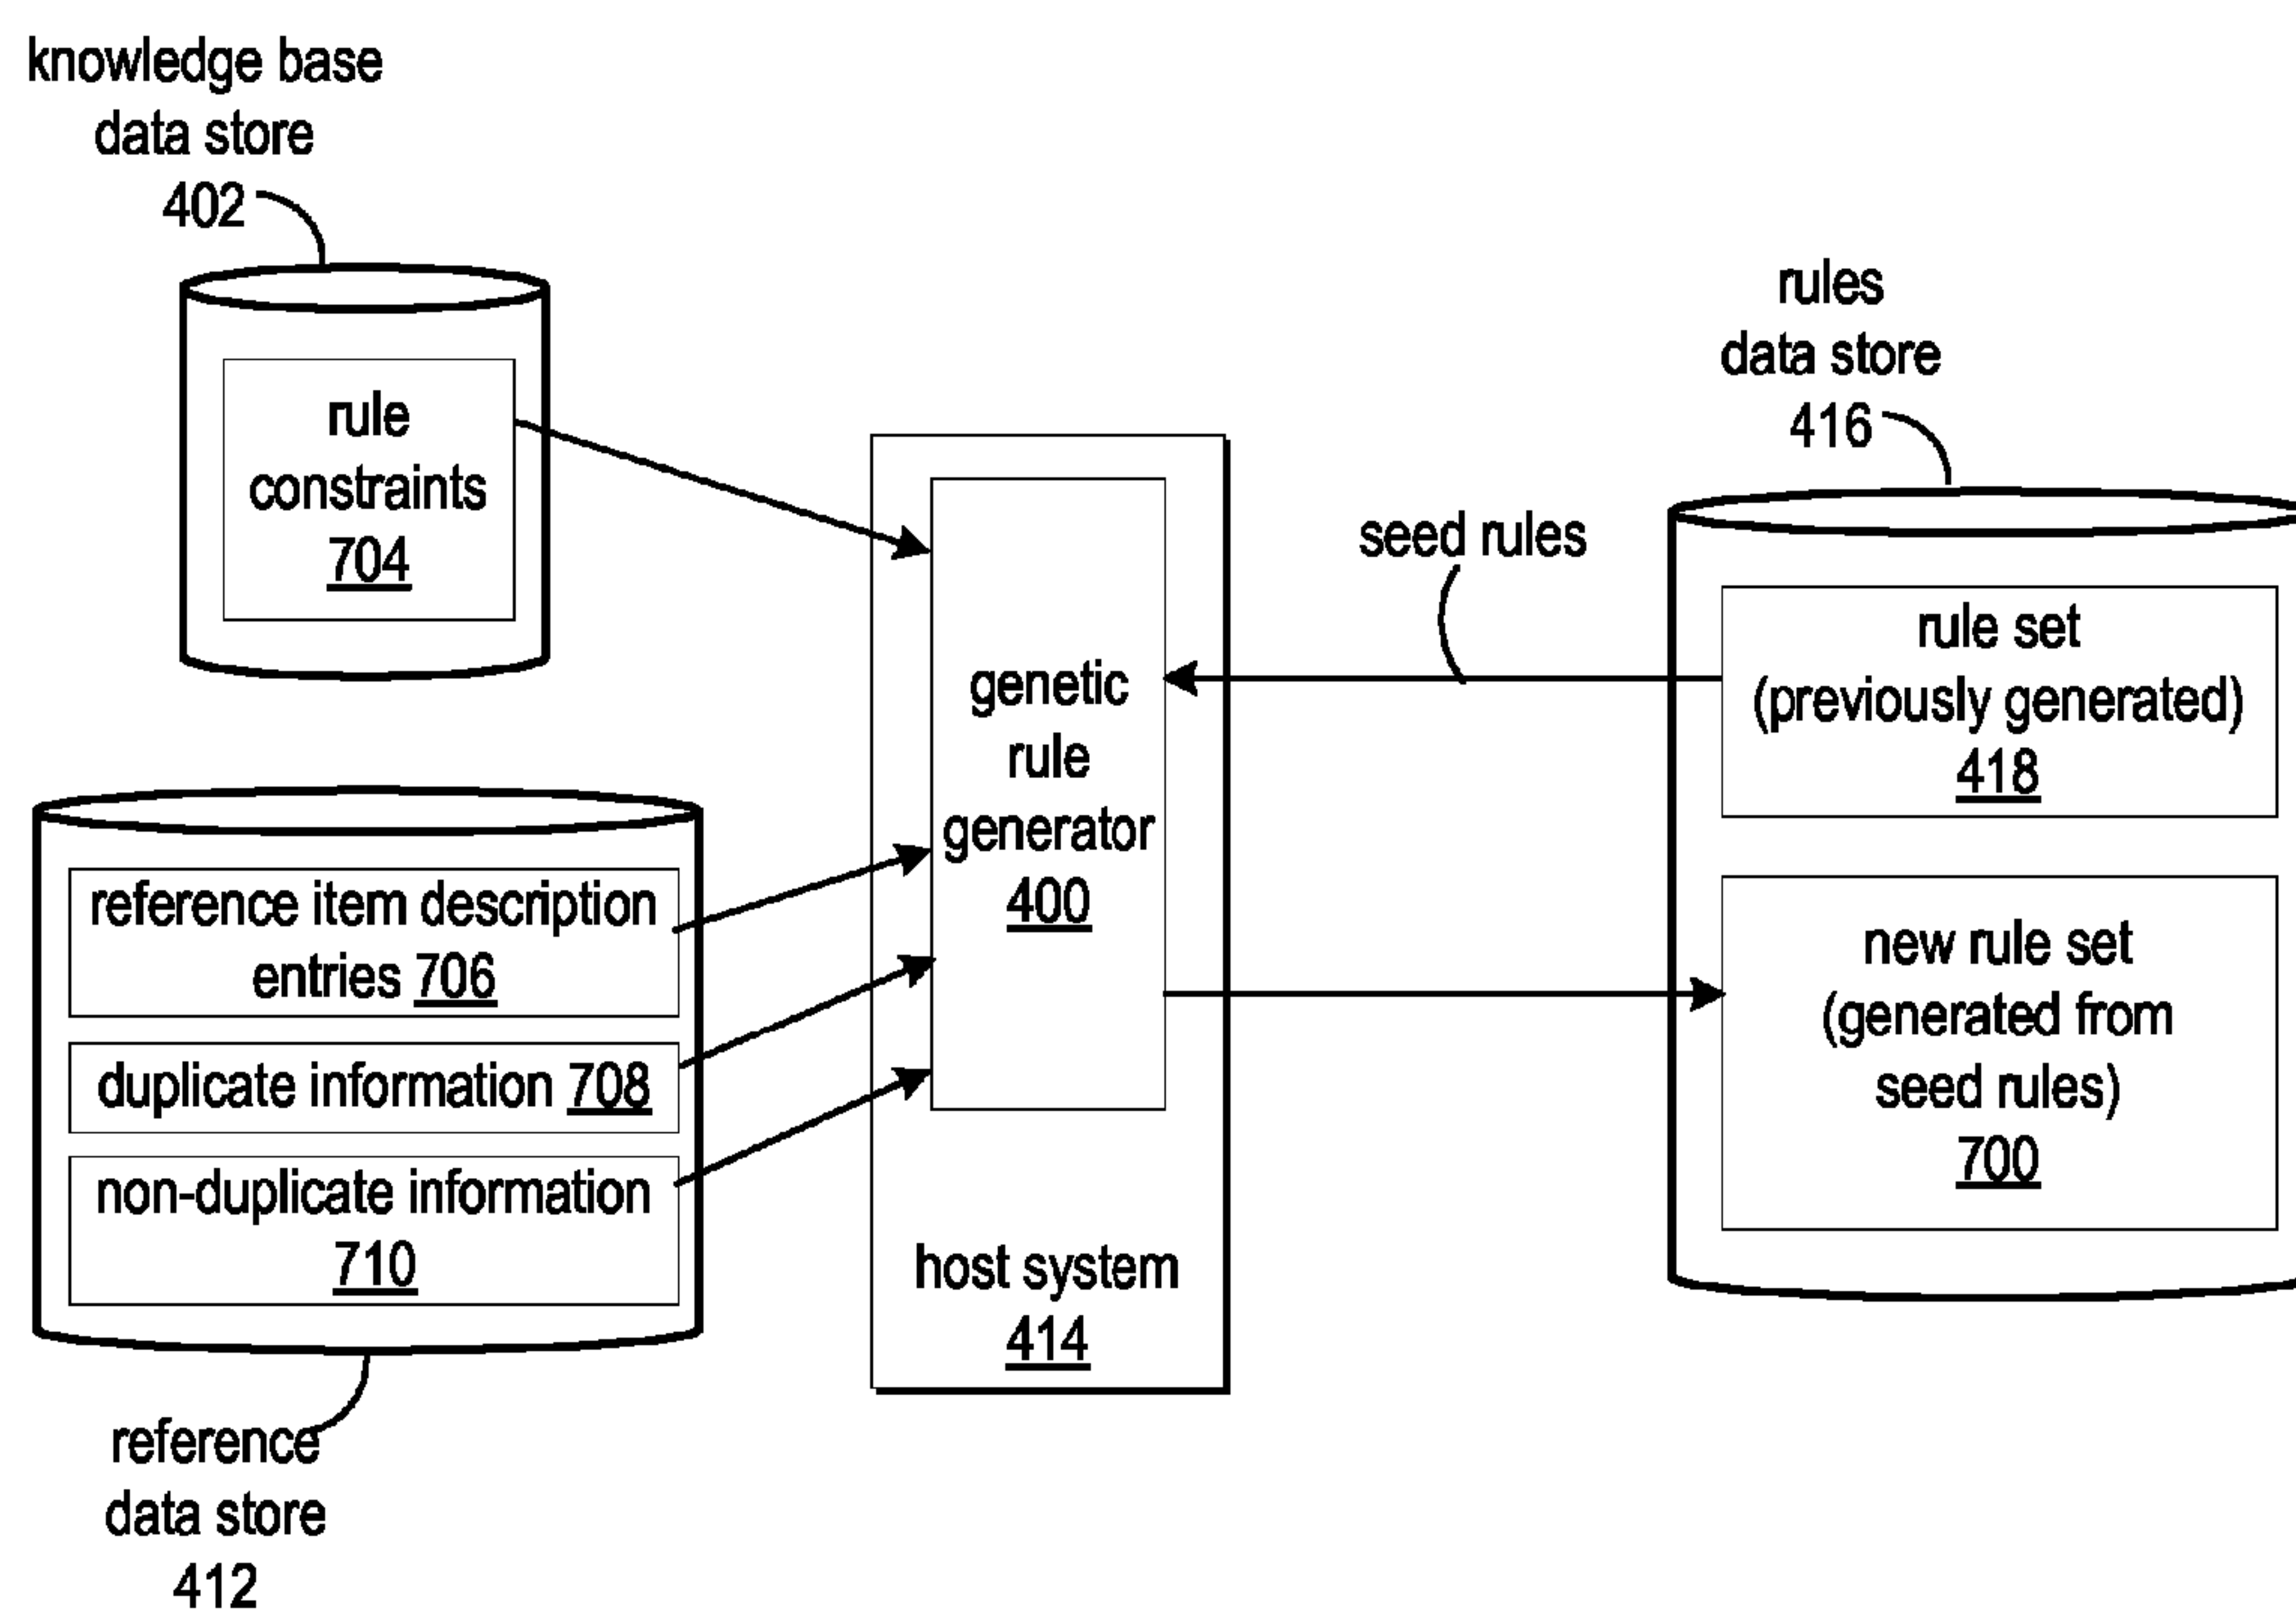 knowledge base
data store
402
rule
constraints
704
reference item description
entries 706
duplicate information 708
non-duplicate information
710
reference
data store
412
genetic
rule
generator
400
host system
414
seed rules
rules
data store
416
rule set
(previously generated)
418
new rule set
(generated from
seed rules)
700